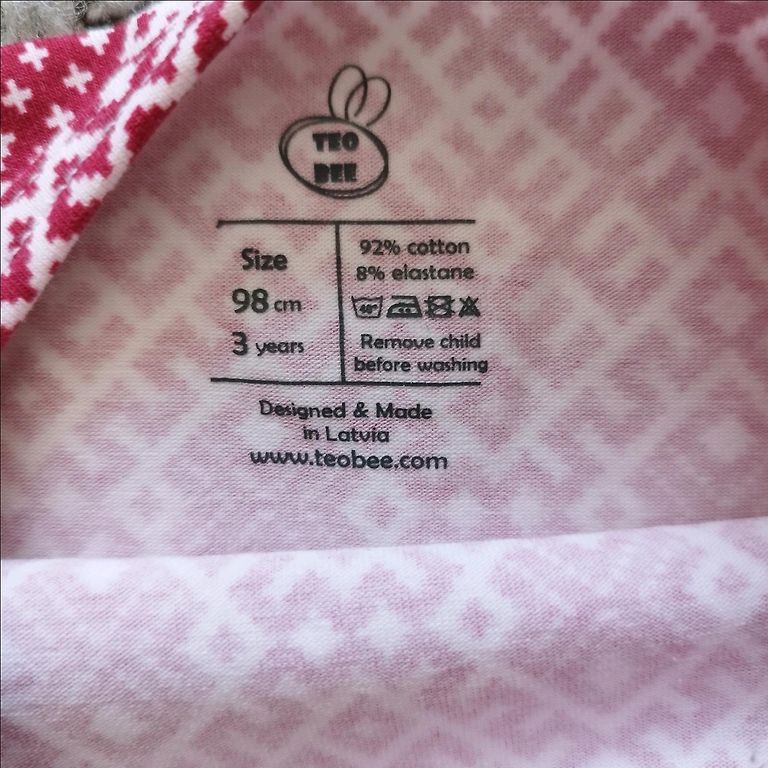 TEO
BEE
Size
98 cm
3 years
92% cotton
8% elastane
40°
Remove child
before washing
Designed & Made
in Latvia
www.teobee.com